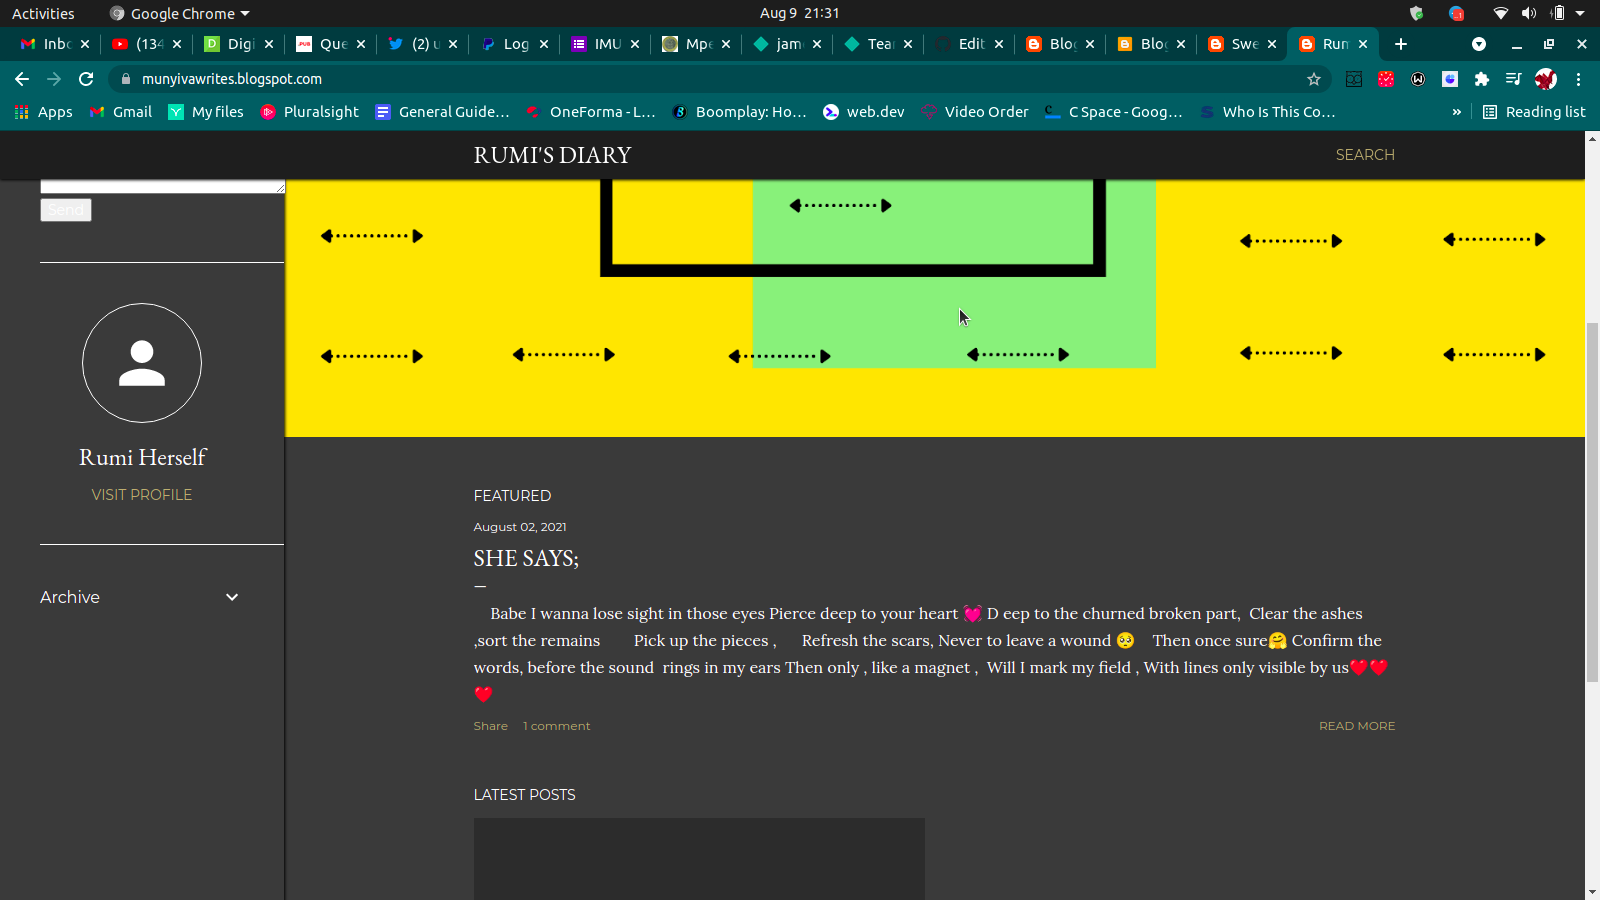 Activities Google Chrome Aug 9 21:31
Inbo (134 Digi Que (2) u Log IMU Mpe jam Tea Edit Blog Blog Swe Rum
munyivawrites.blogspot.com
Apps Gmail My files Pluralsight General Guide... OneForma - L... Boomplay: Ho... web.dev Video Order C Space - Goog... Who Is This Co... » Reading list
RUMI'S DIARY SEARCH
Send
Rumi Herself
VISIT PROFILE
Archive
FEATURED
August 02, 2021
SHE SAYS;
Babe I wanna lose sight in those eyes Pierce deep to your heart 💓 D eep to the churned broken part, Clear the ashes
,sort the remains Pick up the pieces , Refresh the scars, Never to leave a wound 🥺 Then once sure🤗 Confirm the
words, before the sound rings in my ears Then only , like a magnet , Will I mark my field , With lines only visible by us❤️❤️
❤️
Share 1 comment READ MORE
LATEST POSTS